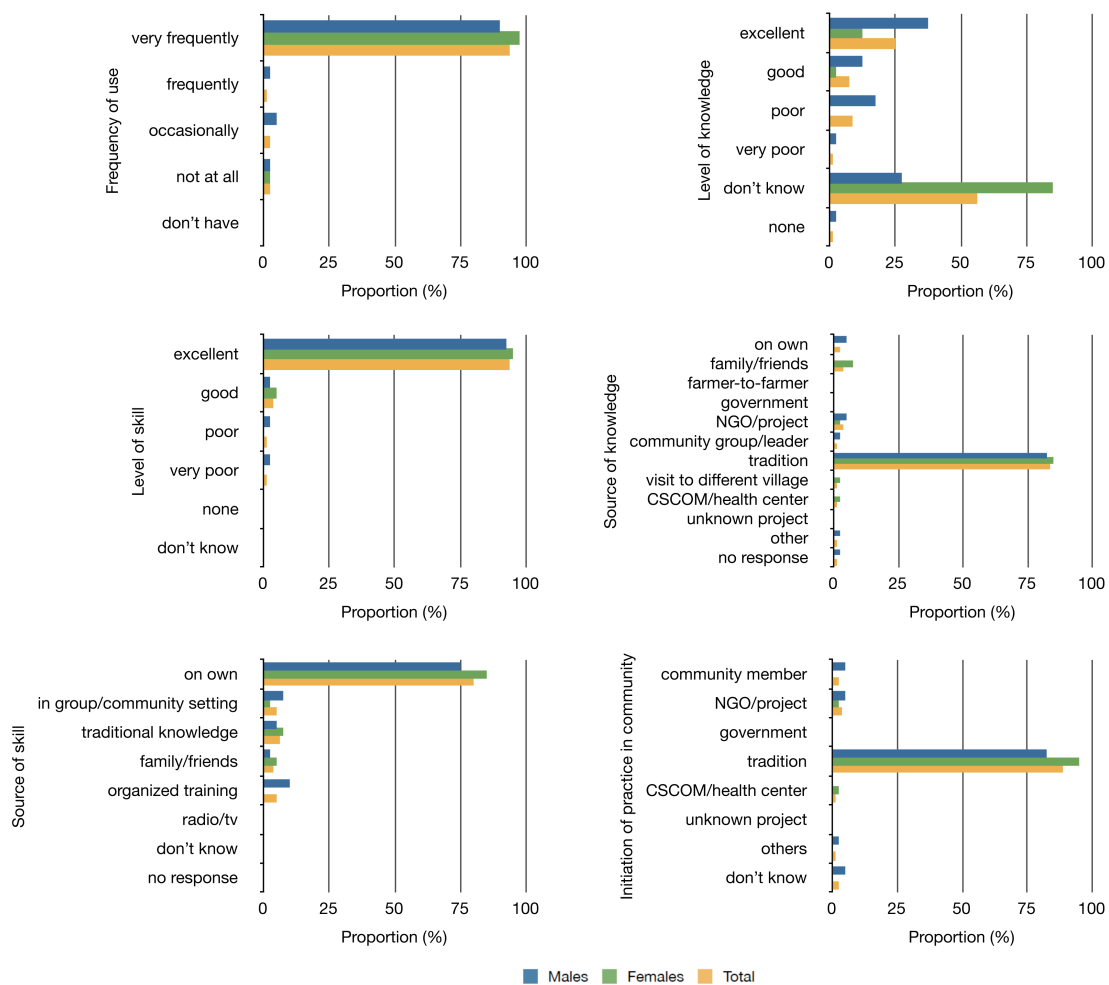 Frequency of use
very frequently
frequently
occasionally
not at all
don't have
0 25 50 75 100
Proportion (%)
Level of knowledge
excellent
good
poor
very poor
don't know
none
0 25 50 75 100
Proportion (%)
Level of skill
excellent
good
poor
very poor
none
don't know
0 25 50 75 100
Proportion (%)
Source of knowledge
on own
family/friends
farmer-to-farmer
government
NGO/project
community group/leader
tradition
visit to different village
CSCOM/health center
unknown project
other
no response
0 25 50 75 100
Proportion (%)
Source of skill
on own
in group/community setting
traditional knowledge
family/friends
organized training
radio/tv
don't know
no response
0 25 50 75 100
Proportion (%)
Initiation of practice in community
community member
NGO/project
government
tradition
CSCOM/health center
unknown project
others
don't know
0 25 50 75 100
Proportion (%)
Males Females Total